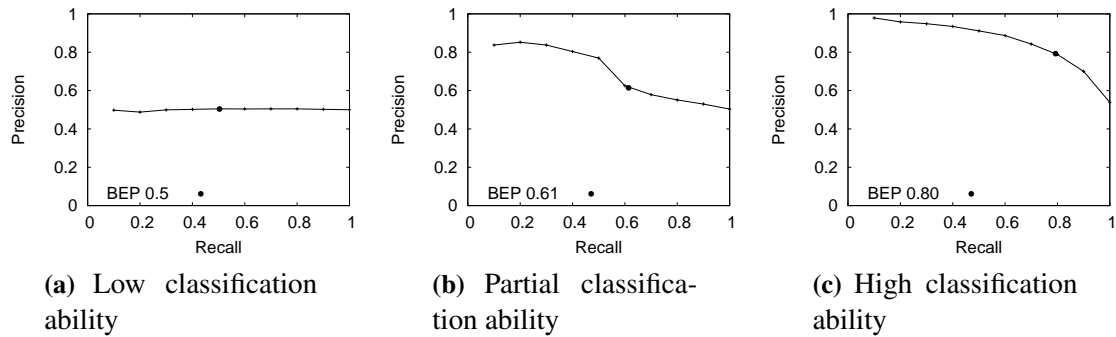 1
0.8
0.6
0.4
0.2
0
Precision
BEP 0.5
0 0.2 0.4 0.6 0.8 1
Recall
(a) Low classification
ability
1
0.8
0.6
0.4
0.2
0
Precision
BEP 0.61
0 0.2 0.4 0.6 0.8 1
Recall
(b) Partial classifica-
tion ability
1
0.8
0.6
0.4
0.2
0
Precision
BEP 0.80
0 0.2 0.4 0.6 0.8 1
Recall
(c) High classification
ability